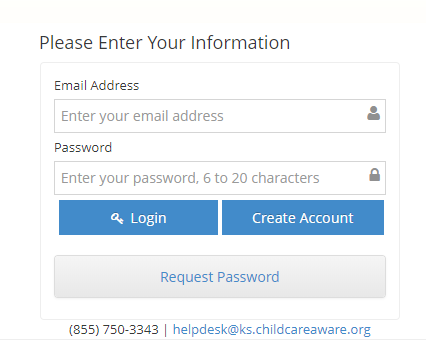 Please Enter Your Information
Email Address
Enter your email address
Password
Enter your password, 6 to 20 characters
Login
Create Account
Request Password
(855) 750-3343 | helpdesk@ks.childcareaware.org